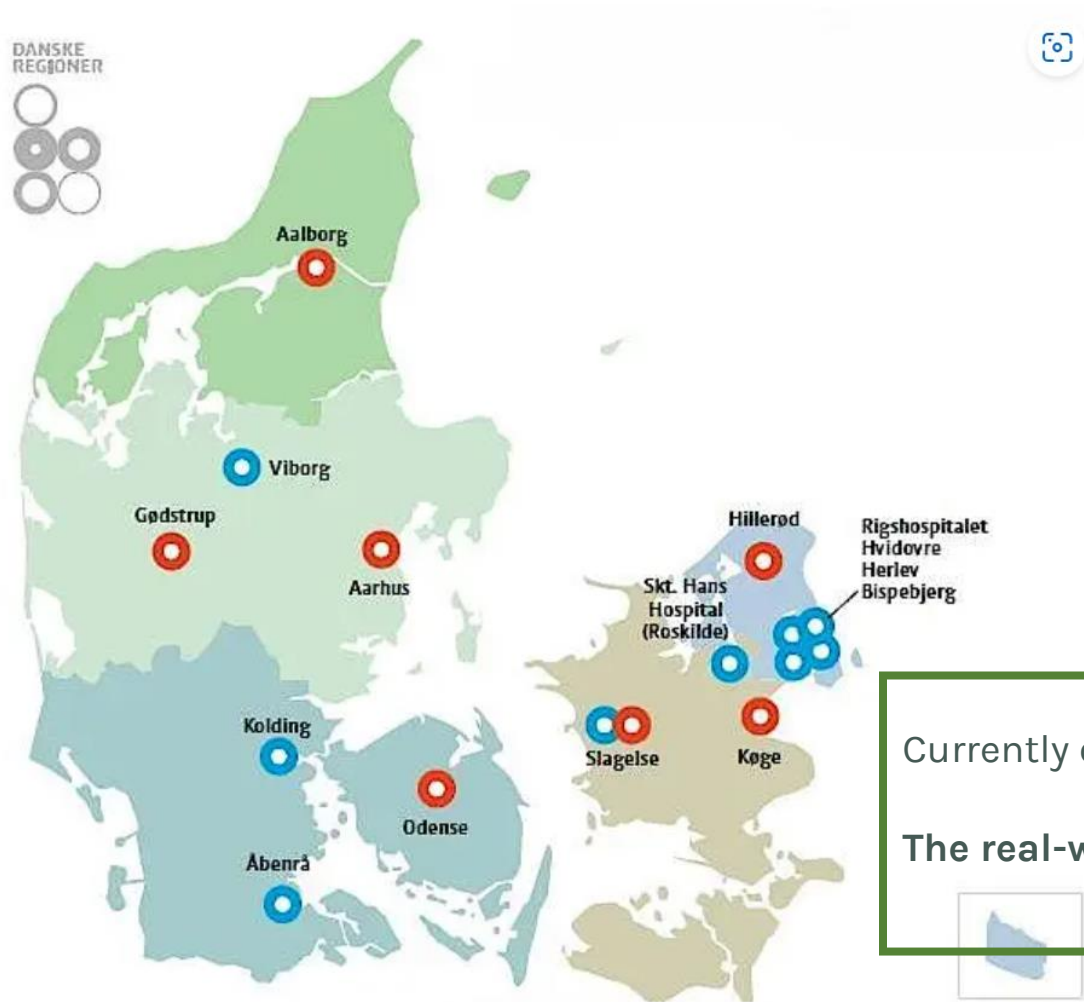 DANSKE
REGIONER
Aalborg
Viborg
Gødstrup
Aarhus
Hillerød
Rigshospitalet
Hvidovre
Herlev
Bispebjerg
Skt. Hans
Hospital
(Roskilde)
Kolding
Slagelse
Køge
Odense
Åbenrå
Currently
The real-w